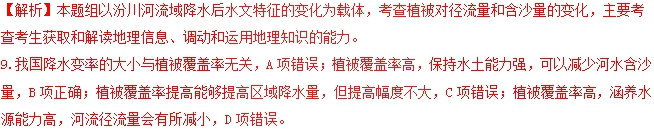 【解析】本题组以汾川河流域降水后水文特征的变化为载体，考查植被对径流量和含沙量的变化，主要考
查考生获取和解读地理信息、调动和运用地理知识的能力。
9.我国降水变率的大小与植被覆盖率无关，A项错误；植被覆盖率高，保持水土能力强，可以减少河水含沙
量，B项正确；植被覆盖率提高能够提高区域降水量，但提高幅度不大，C项错误；植被覆盖率高，涵养水
源能力高，河流径流量会有所减小，D项错误。